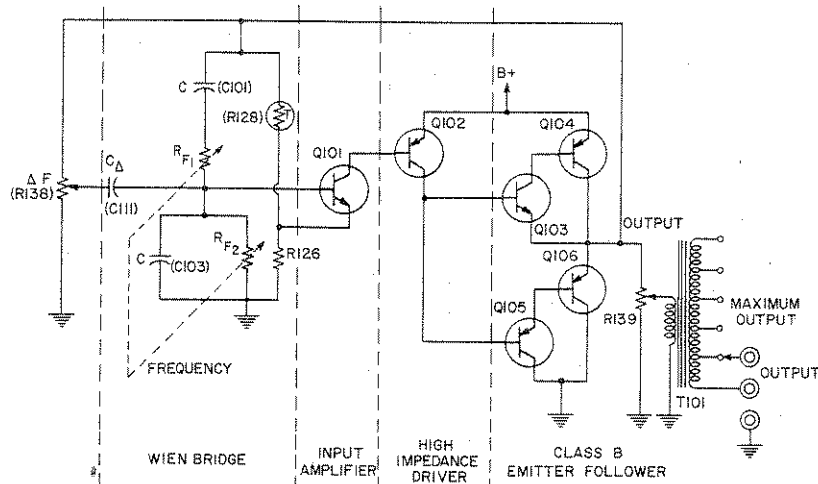 B+
C (C101)
(R128) T
Q102
Q104
Q101
R F1
C Δ
Δ F
(R138)
(C111)
Q103
OUTPUT
R F2
R126
C (C103)
Q106
Q105
R139
MAXIMUM
OUTPUT
OUTPUT
FREQUENCY
T101
WIEN BRIDGE
INPUT
AMPLIFIER
HIGH
IMPEDANCE
DRIVER
CLASS B
EMITTER FOLLOWER